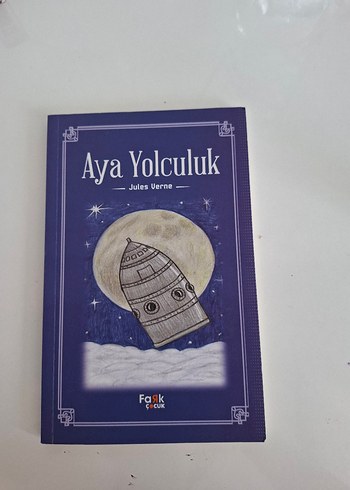 Aya Yolculuk
Jules Verne
FaRk
ÇOCUK